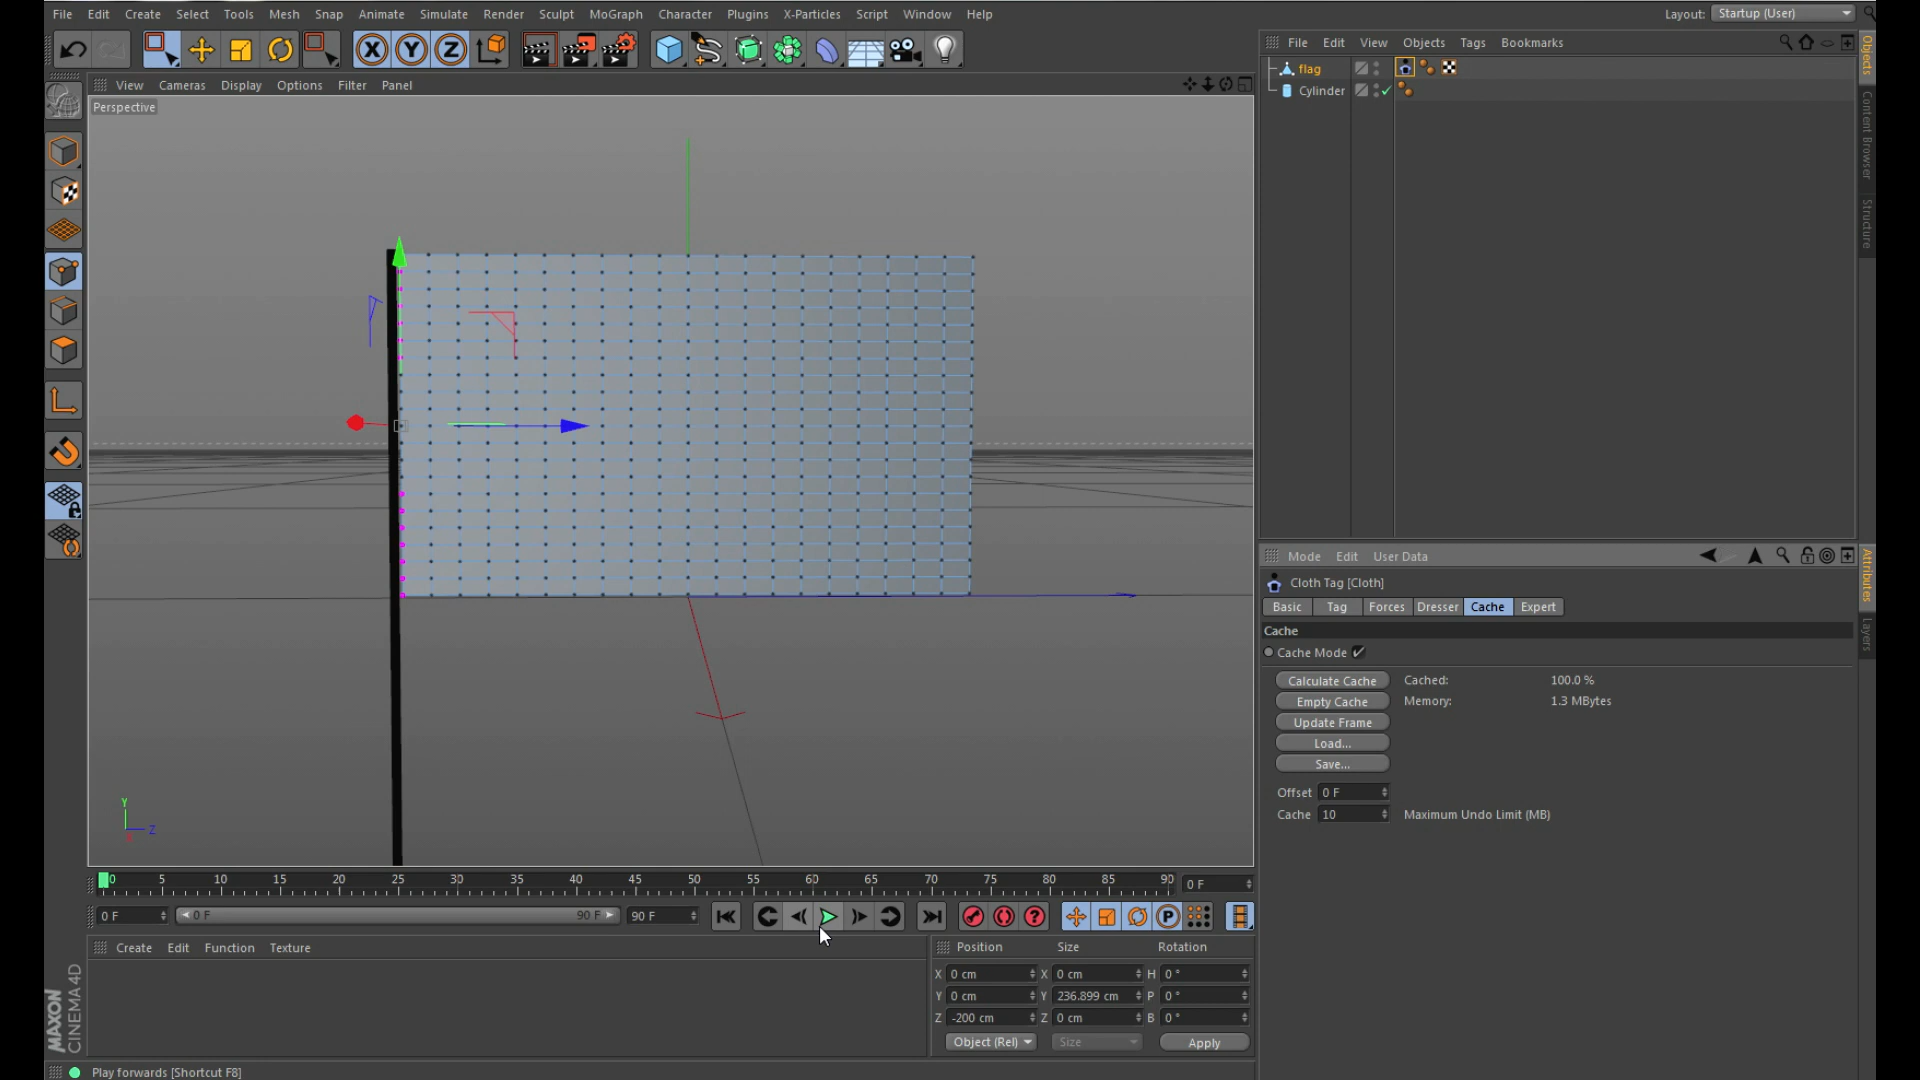 File Edit Create Select Tools Mesh Snap Animate Simulate Render Sculpt MoGraph Character Plugins X-Particles Script Window Help
Layout: Startup (User)
X Y Z
File Edit View Objects Tags Bookmarks
flag
Cylinder
Objects
Content Browser
Structure
View Cameras Display Options Filter Panel
Perspective
Y
Z
Mode Edit User Data
Cloth Tag [Cloth]
Basic Tag Forces Dresser Cache Expert
Cache
Cache Mode
Calculate Cache Cached: 100.0 %
Empty Cache Memory: 1.3 MBytes
Update Frame
Load...
Save...
Offset 0 F
Cache 10 Maximum Undo Limit (MB)
Attributes
Layers
0 5 10 15 20 25 30 35 40 45 50 55 60 65 70 75 80 85 90 0 F
0 F 0 F 90 F 90 F
P
Create Edit Function Texture
Position Size Rotation
X 0 cm X 0 cm H 0 °
Y 0 cm Y 236.899 cm P 0 °
Z -200 cm Z 0 cm B 0 °
Object (Rel) Size Apply
MAXON
CINEMA 4D
Play forwards [Shortcut F8]